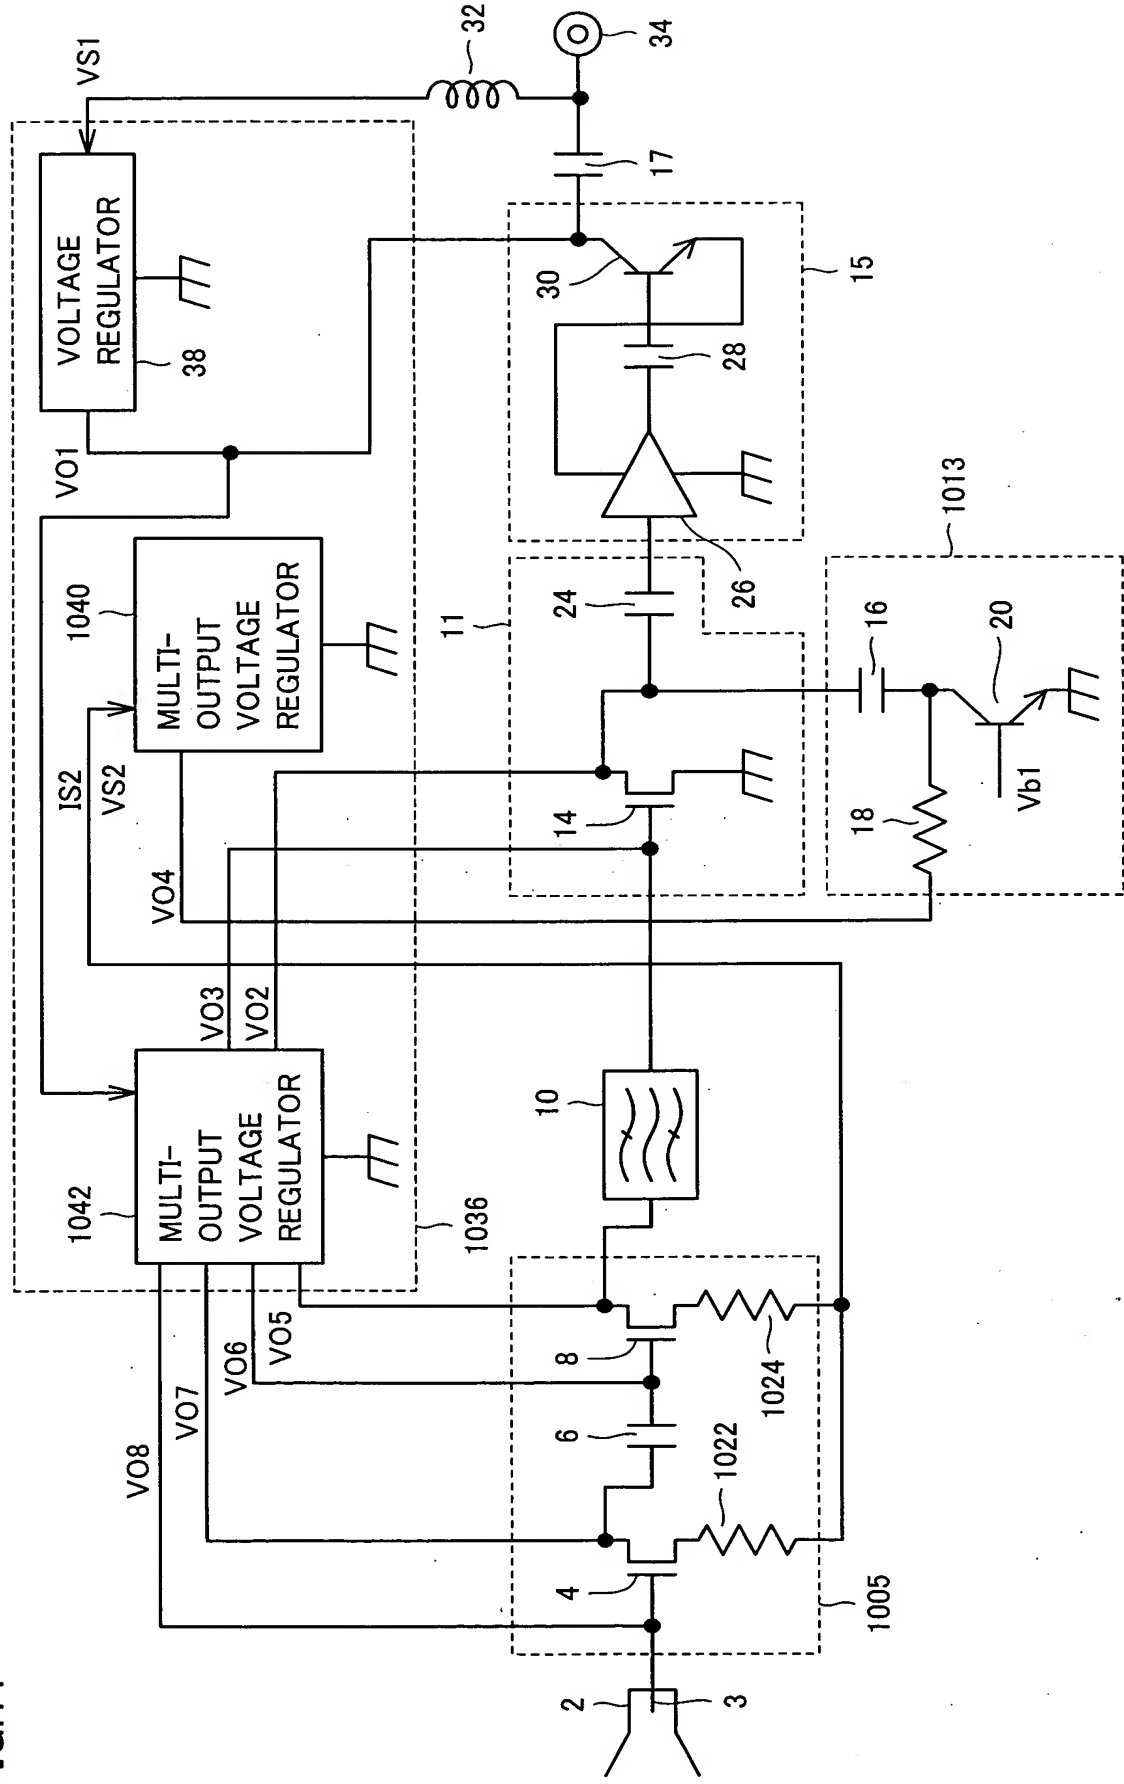 VS1
32
34
VOLTAGE
REGULATOR
38
VO1
17
30
28
15
26
1040
MULTI-
OUTPUT
VOLTAGE
REGULATOR
IS2
VS2
VO4
11
24
14
1013
16
20
18
Vb1
VO3
VO2
1042
MULTI-
OUTPUT
VOLTAGE
REGULATOR
1036
10
VO5
VO6
VO7
VO8
8
6
4
1024
1022
1005
2
3